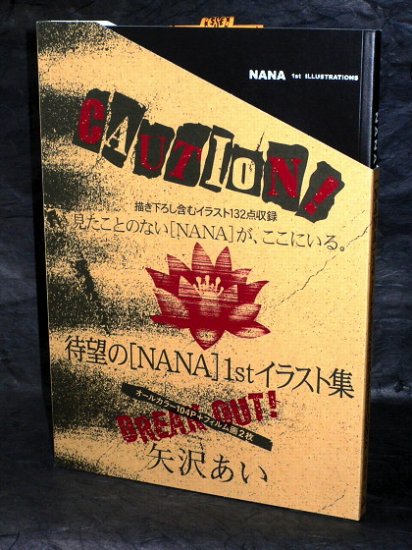 NANA 1st ILLUSTRATIONS
NANA
CAUTION!
描き下ろし含むイラスト132点収録
見たことのない[NANA]が、ここにいる。
待望の[NANA]1stイラスト集
オールカラー104P+フィルム
2枚
BREAK OUT!
矢沢あい